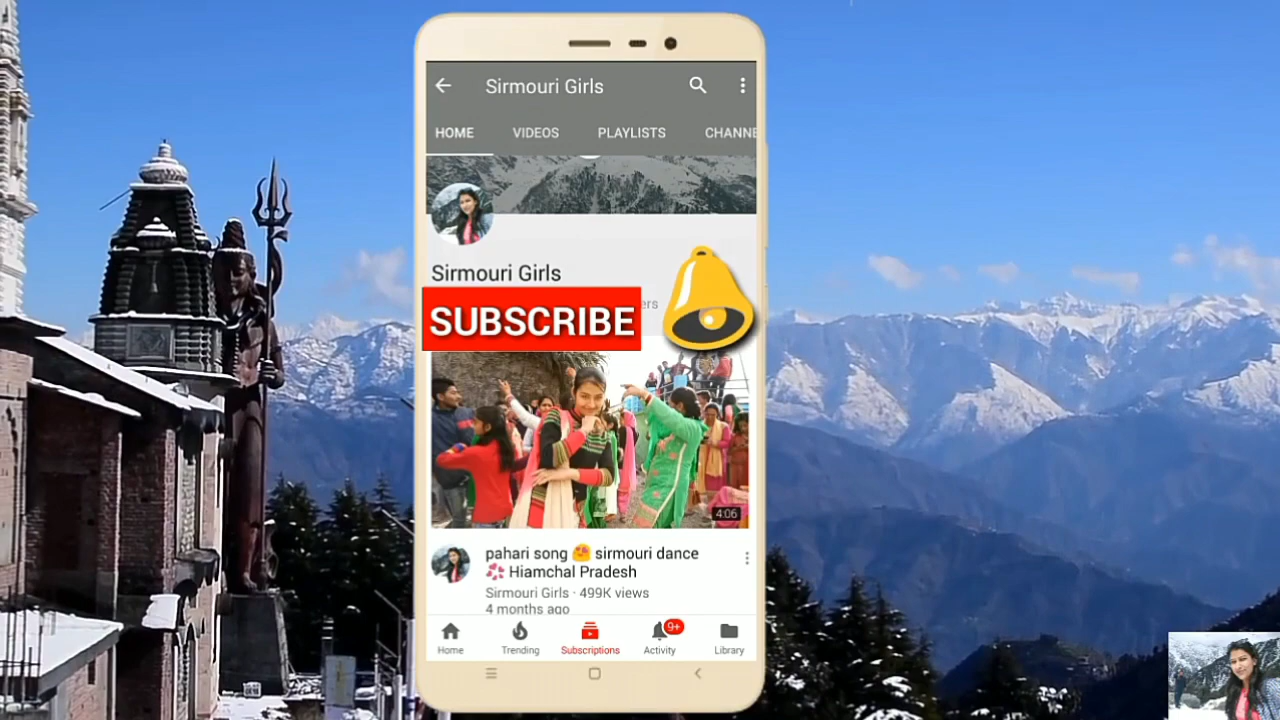 Sirmouri Girls
HOME VIDEOS PLAYLISTS CHANNE
Sirmouri Girls
ers
SUBSCRIBE
4:06
pahari song 😍 sirmouri dance
💞 Hiamchal Pradesh
Sirmouri Girls · 499K views
4 months ago
9+
Home Trending Subscriptions Activity Library